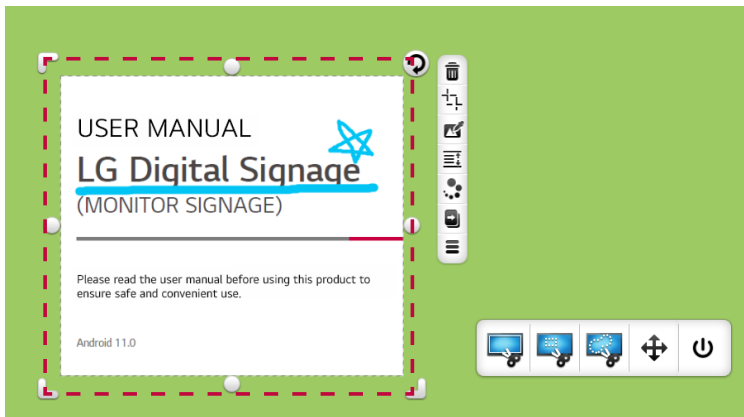 USER MANUAL
LG Digital Signage
(MONITOR SIGNAGE)
Please read the user manual before using this product to
ensure safe and convenient use.
Android 11.0